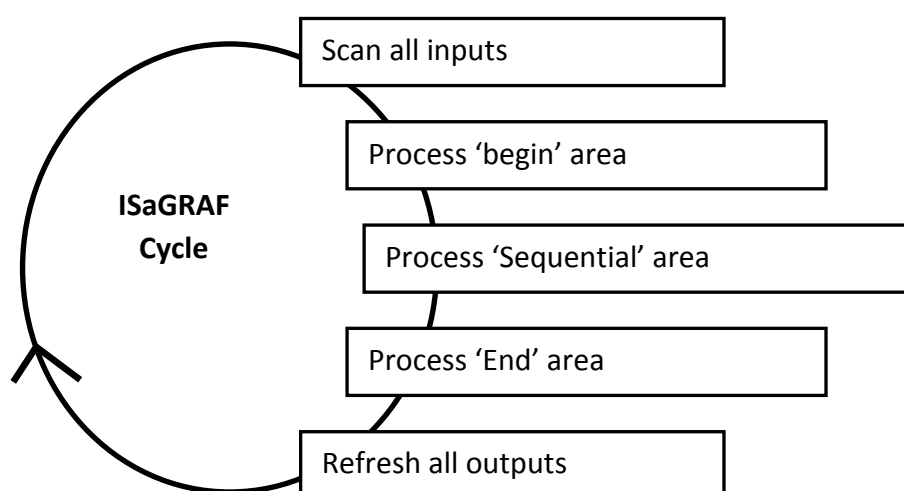 Scan all inputs
Process ‘begin’ area
ISaGRAF
Cycle
Process ‘Sequential’ area
Process ‘End’ area
Refresh all outputs